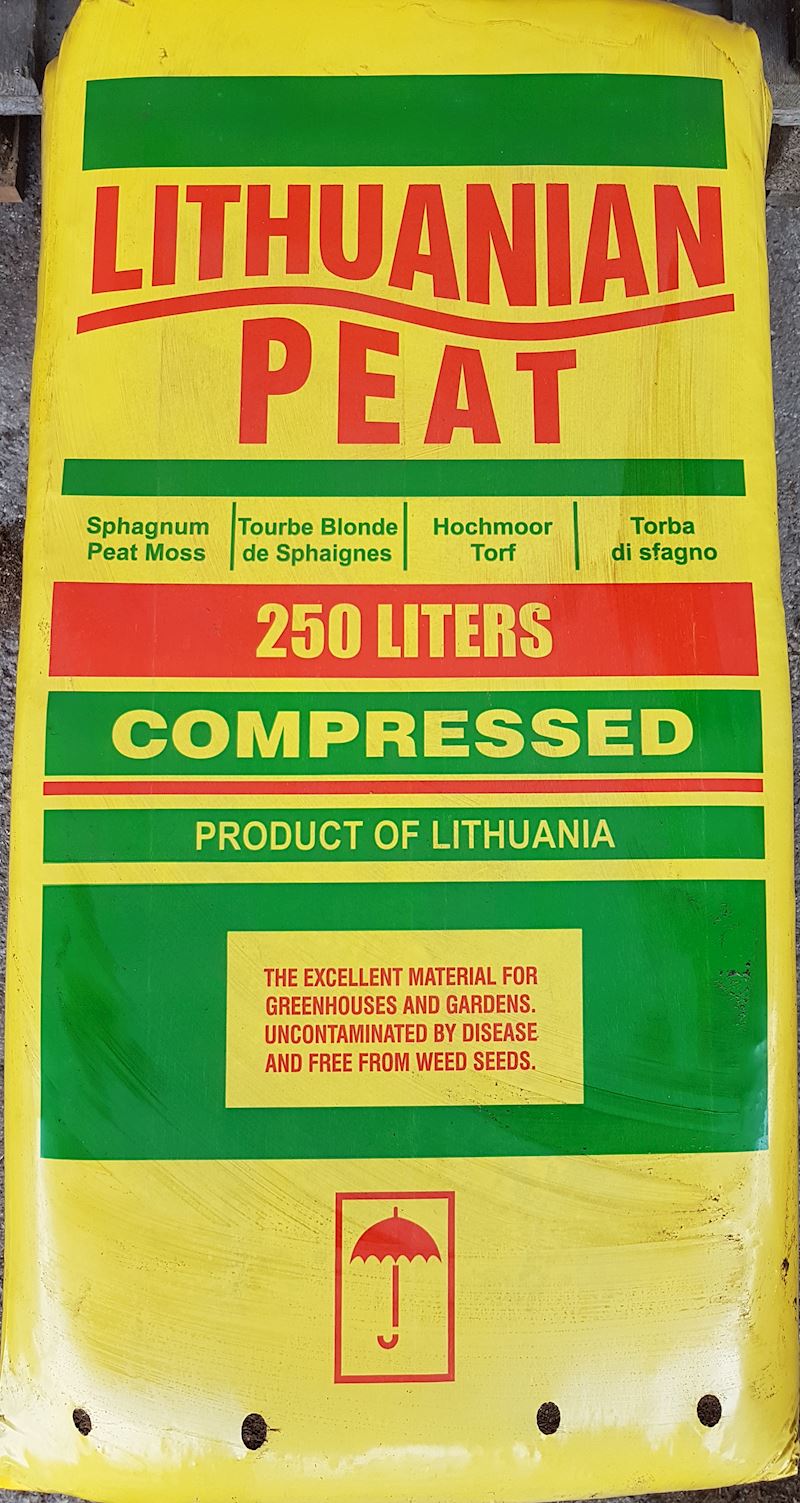 LITHUANIAN
PEAT
Sphagnum
Peat Moss
Tourbe Blonde
de Sphaignes
Hochmoor
Torf
Torba
di sfagno
250 LITERS
COMPRESSED
PRODUCT OF LITHUANIA
THE EXCELLENT MATERIAL FOR
GREENHOUSES AND GARDENS.
UNCONTAMINATED BY DISEASE
AND FREE FROM WEED SEEDS.